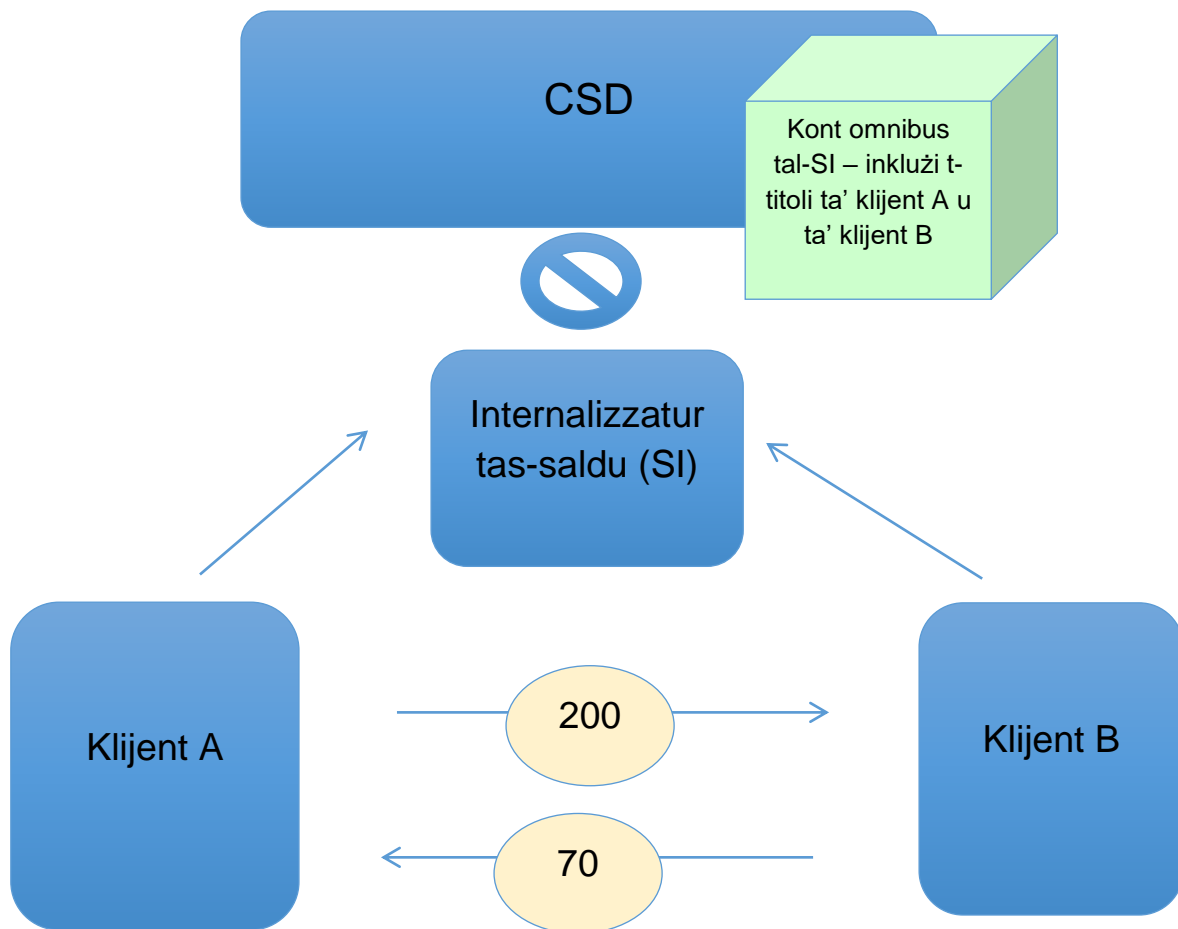 CSD
Kont omnibus
tal-SI – inklużi t-
titoli ta’ klijent A u
ta’ klijent B
Internalizzatur
tas-saldu (SI)
Klijent A
200
Klijent B
70